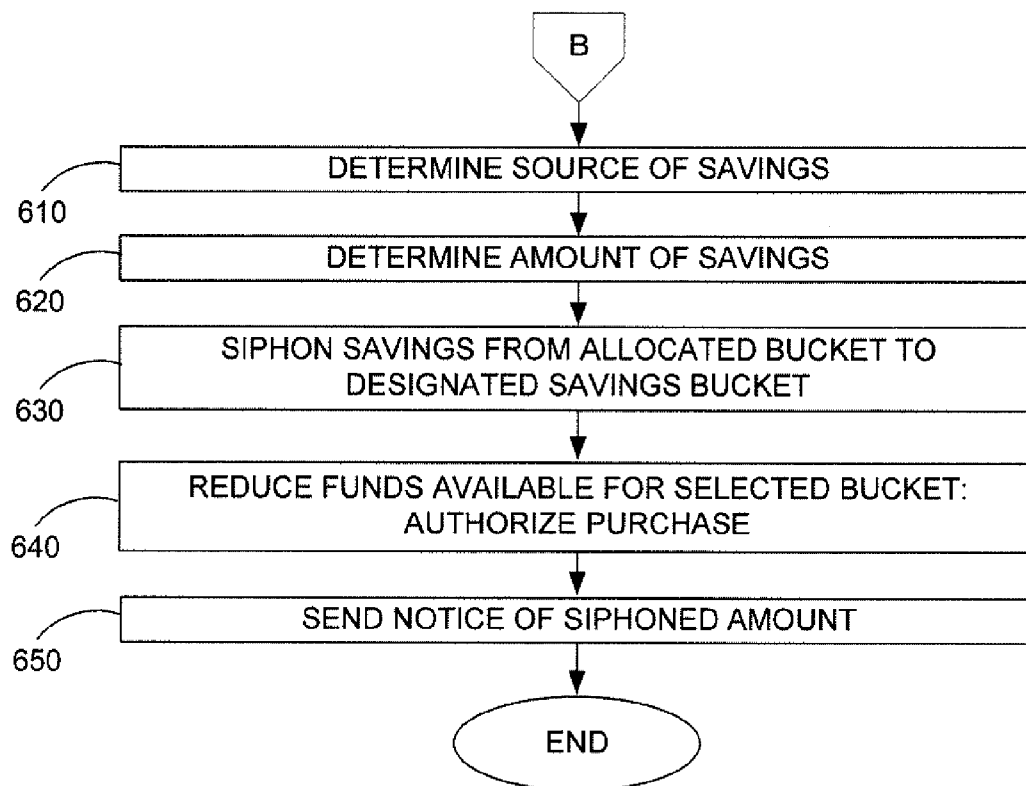 B
DETERMINE SOURCE OF SAVINGS
610
DETERMINE AMOUNT OF SAVINGS
620
SIPHON SAVINGS FROM ALLOCATED BUCKET TO
DESIGNATED SAVINGS BUCKET
630
REDUCE FUNDS AVAILABLE FOR SELECTED BUCKET:
AUTHORIZE PURCHASE
640
SEND NOTICE OF SIPHONED AMOUNT
650
END